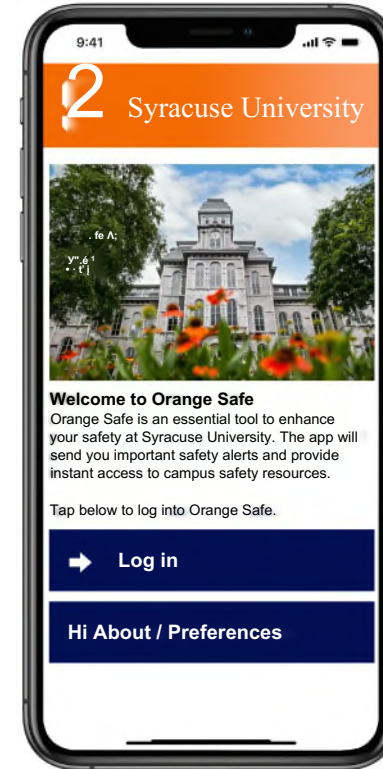 9:41
2 Syracuse University
. fe Λ;
Welcome to Orange Safe
Orange Safe is an essential tool to enhance
your safety at Syracuse University. The app will
send you important safety alerts and provide
instant access to campus safety resources.
Tap below to log into Orange Safe.
Log in
Hi About / Preferences